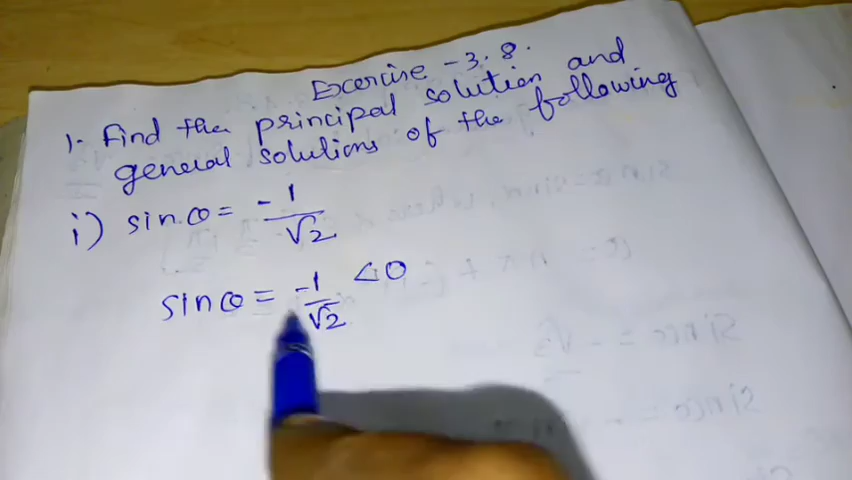 Exercise - 3.8.
1. Find the principal solution and
general solutions of the following
i) sin θ = -1/√2
sin θ = -1/√2 < 0